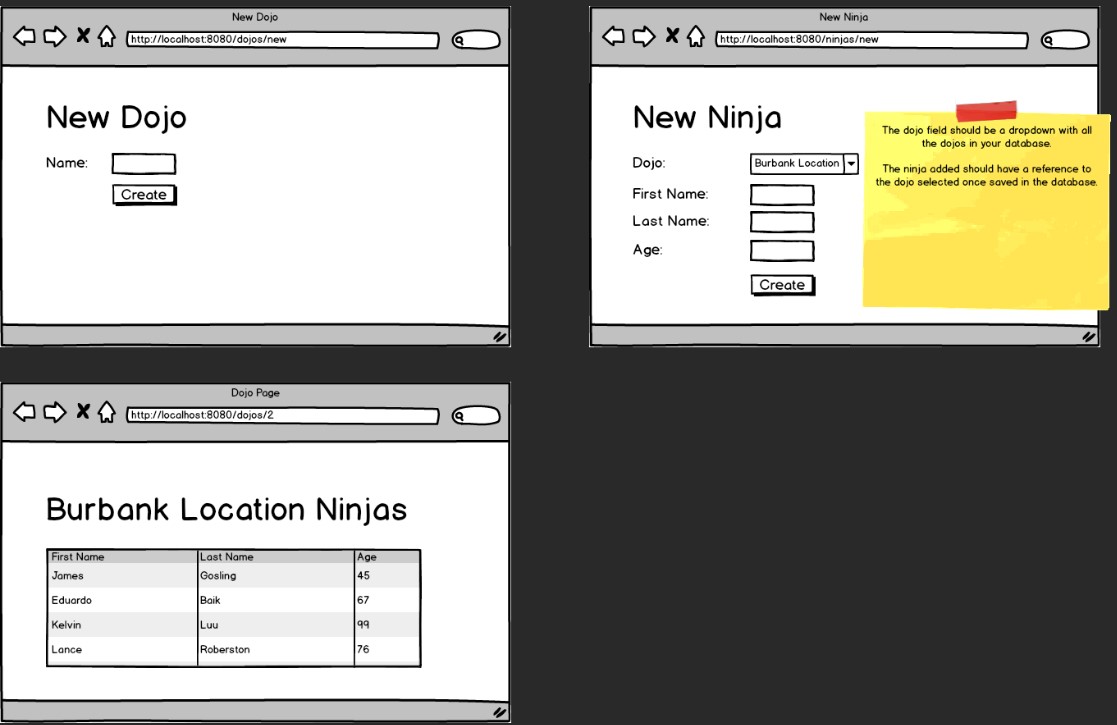 New Dojo
http://localhost:8080/dojos/new
New Dojo
Name:
Create
New Ninja
http://localhost:8080/ninjas/new
New Ninja
Dojo: Burbank Location
First Name:
Last Name:
Age:
Create
The dojo field should be a dropdown with all
the dojos in your database.
The ninja added should have a reference to
the dojo selected once saved in the database.
Dojo Page
http://localhost:8080/dojos/2
Burbank Location Ninjas
First Name Last Name Age
James Gosling 45
Eduardo Baik 67
Kelvin Luu 99
Lance Roberston 76